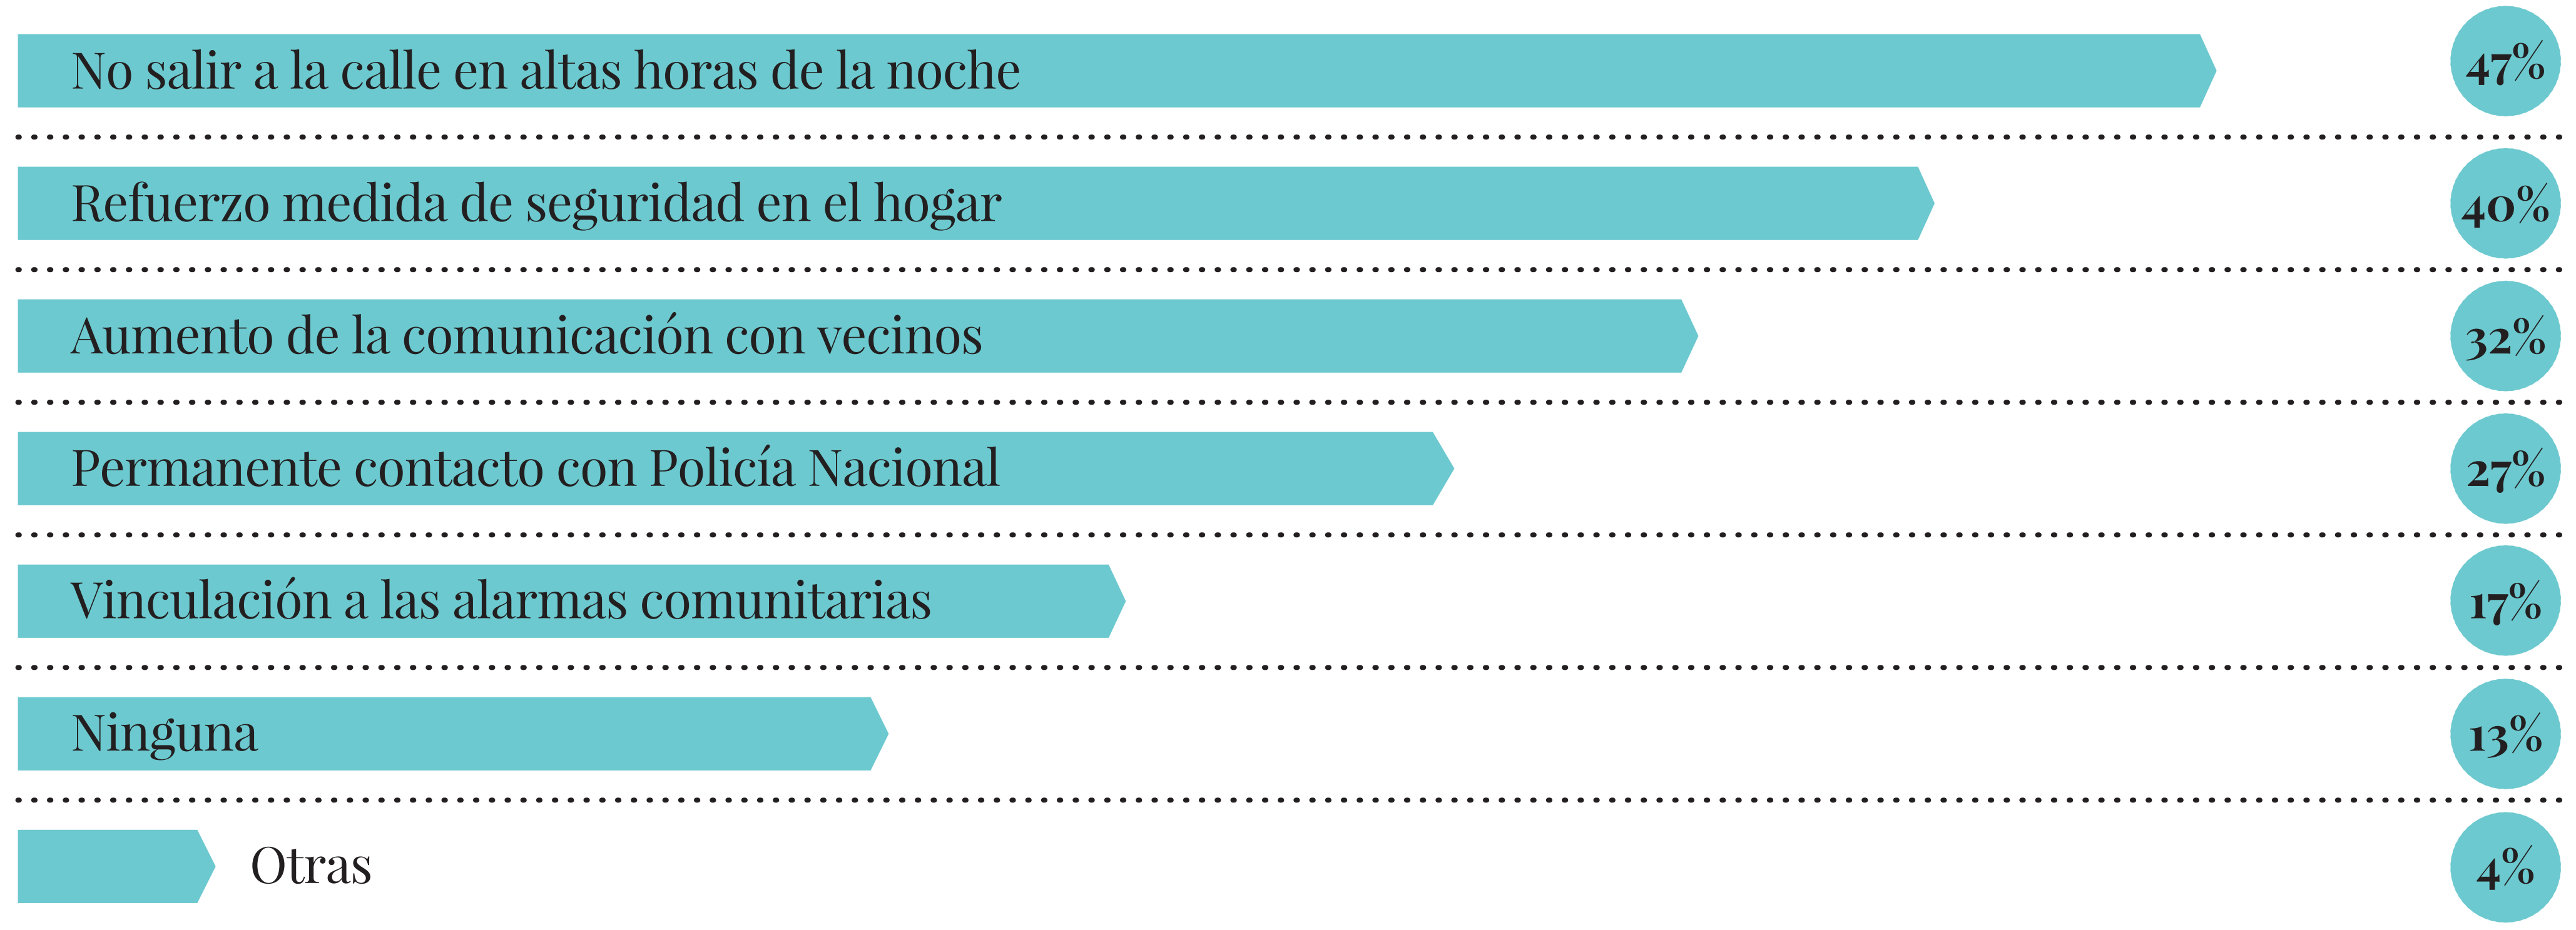 No salir a la calle en altas horas de la noche 47%
Refuerzo medida de seguridad en el hogar 40%
Aumento de la comunicación con vecinos 32%
Permanente contacto con Policía Nacional 27%
Vinculación a las alarmas comunitarias 17%
Ninguna 13%
Otras 4%